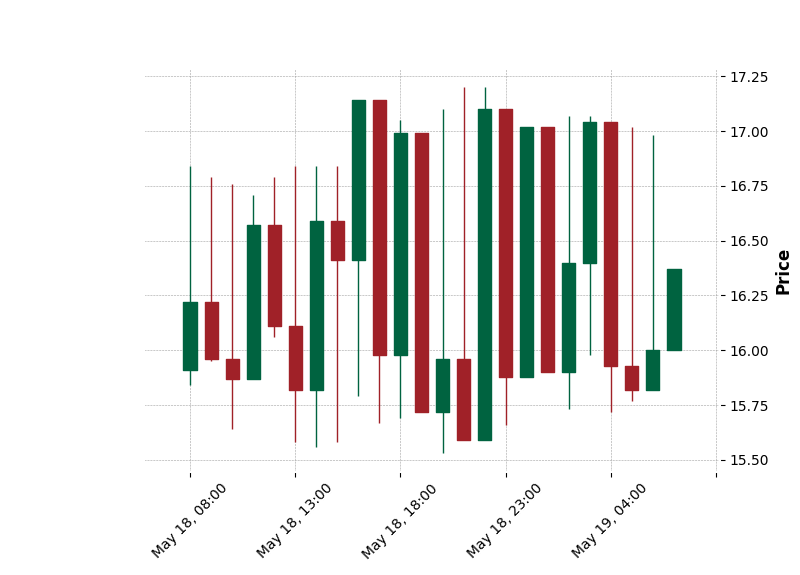 17.25
17.00
16.75
16.50
16.25
16.00
15.75
15.50
Price
May 18, 08:00
May 18, 13:00
May 18, 18:00
May 18, 23:00
May 19, 04:00